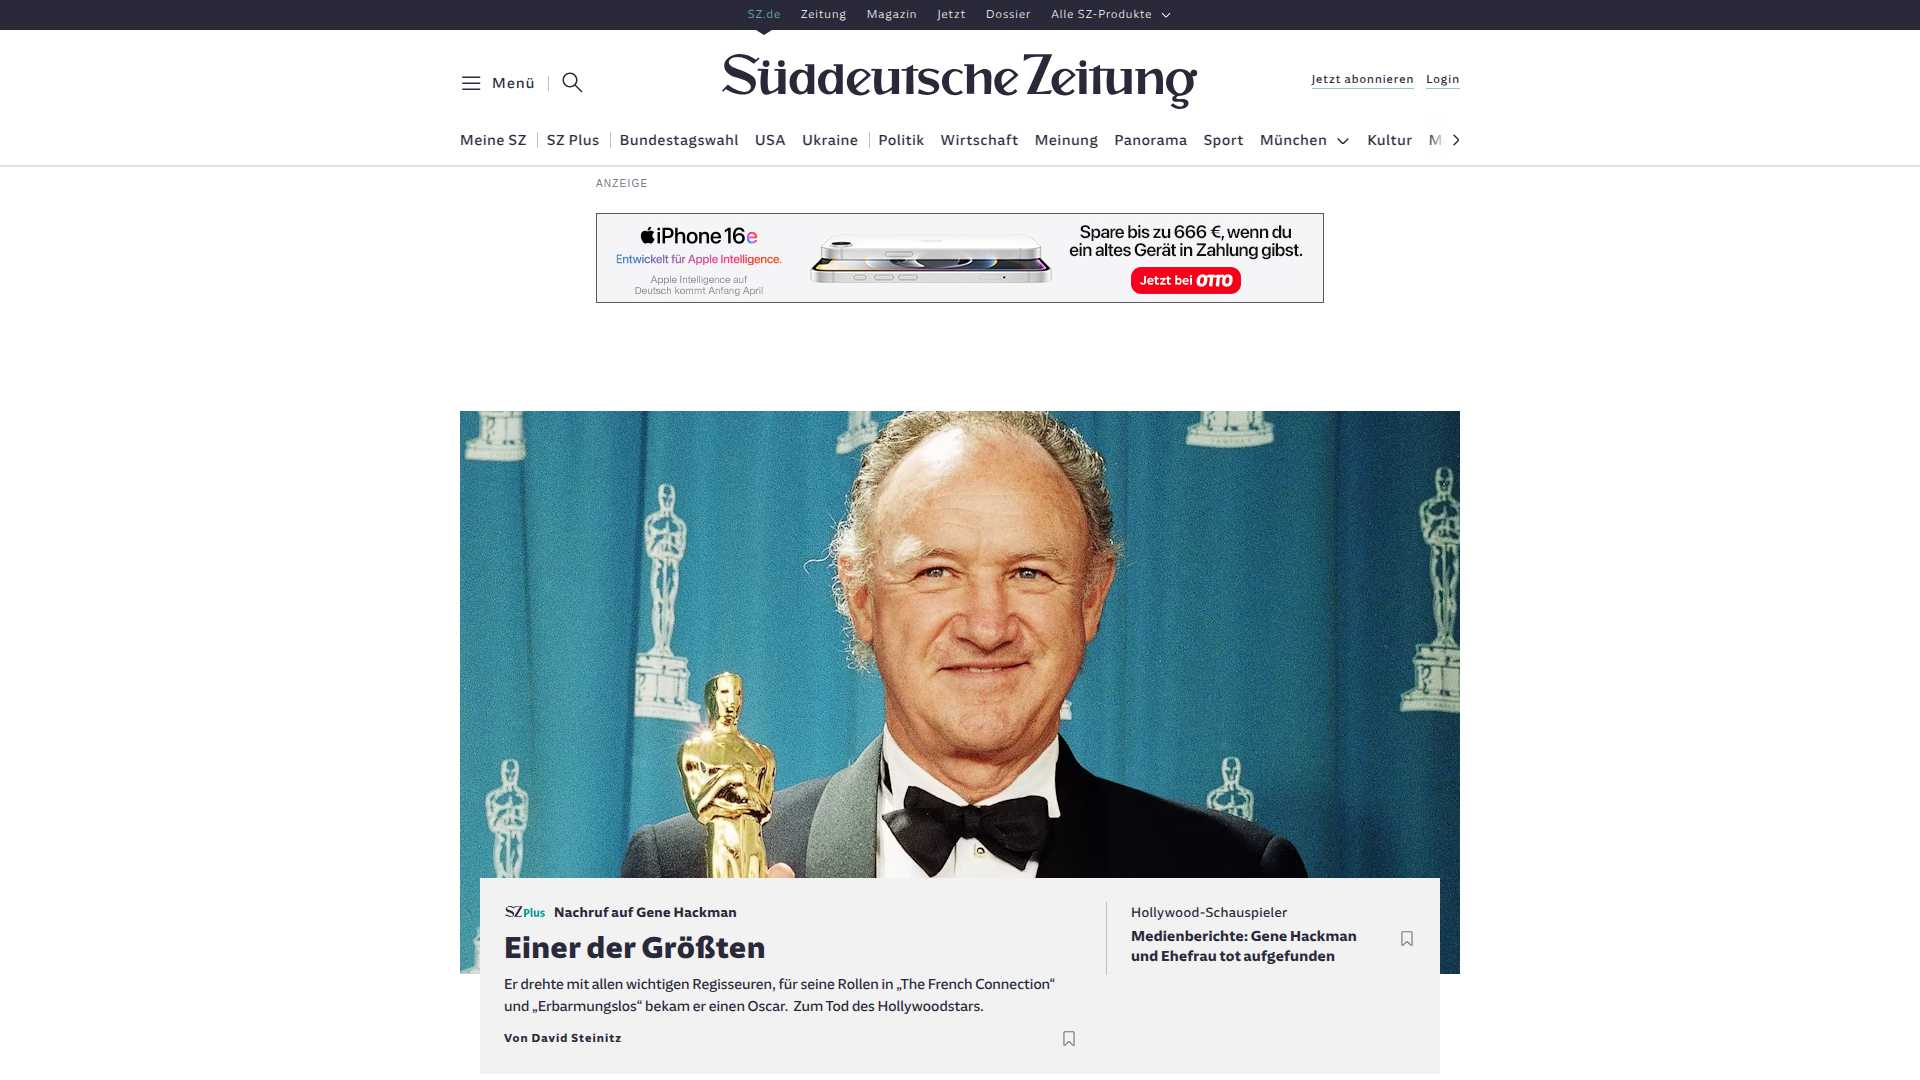 SZ.de Zeitung Magazin Jetzt Dossier Alle SZ-Produkte
Menü
Süddeutsche Zeitung
Jetzt abonnieren Login
Meine SZ SZ Plus Bundestagswahl USA Ukraine Politik Wirtschaft Meinung Panorama Sport München Kultur M
ANZEIGE
iPhone 16e
Entwickelt für Apple Intelligence.
Apple Intelligence auf
Deutsch kommt Anfang April
Spare bis zu 666 €, wenn du
ein altes Gerät in Zahlung gibst.
Jetzt bei OTTO
SZ Plus Nachruf auf Gene Hackman
Einer der Größten
Er drehte mit allen wichtigen Regisseuren, für seine Rollen in „The French Connection“
und „Erbarmungslos“ bekam er einen Oscar. Zum Tod des Hollywoodstars.
Von David Steinitz
Hollywood-Schauspieler
Medienberichte: Gene Hackman
und Ehefrau tot aufgefunden